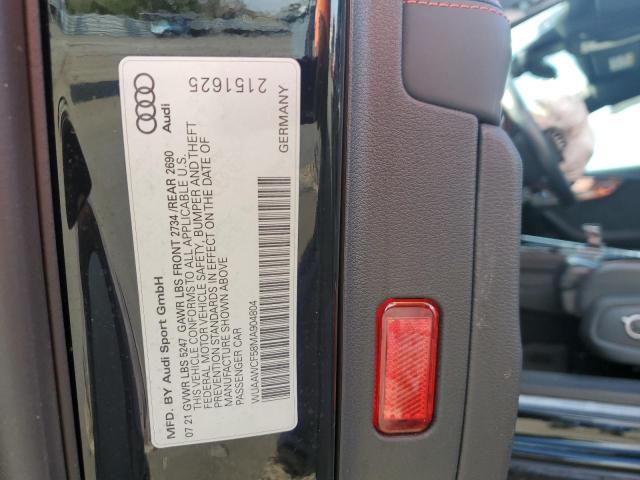 Audi
2151625
MFD. BY Audi Sport GmbH
07 21 GVWR LBS 5247 GAWR LBS FRONT 2734 /REAR 2690
THIS VEHICLE CONFORMS TO ALL APPLICABLE U.S.
FEDERAL MOTOR VEHICLE SAFETY, BUMPER AND THEFT
PREVENTION STANDARDS IN EFFECT ON THE DATE OF
MANUFACTURE SHOWN ABOVE
PASSENGER CAR
GERMANY
WUAAWCF58MA904804